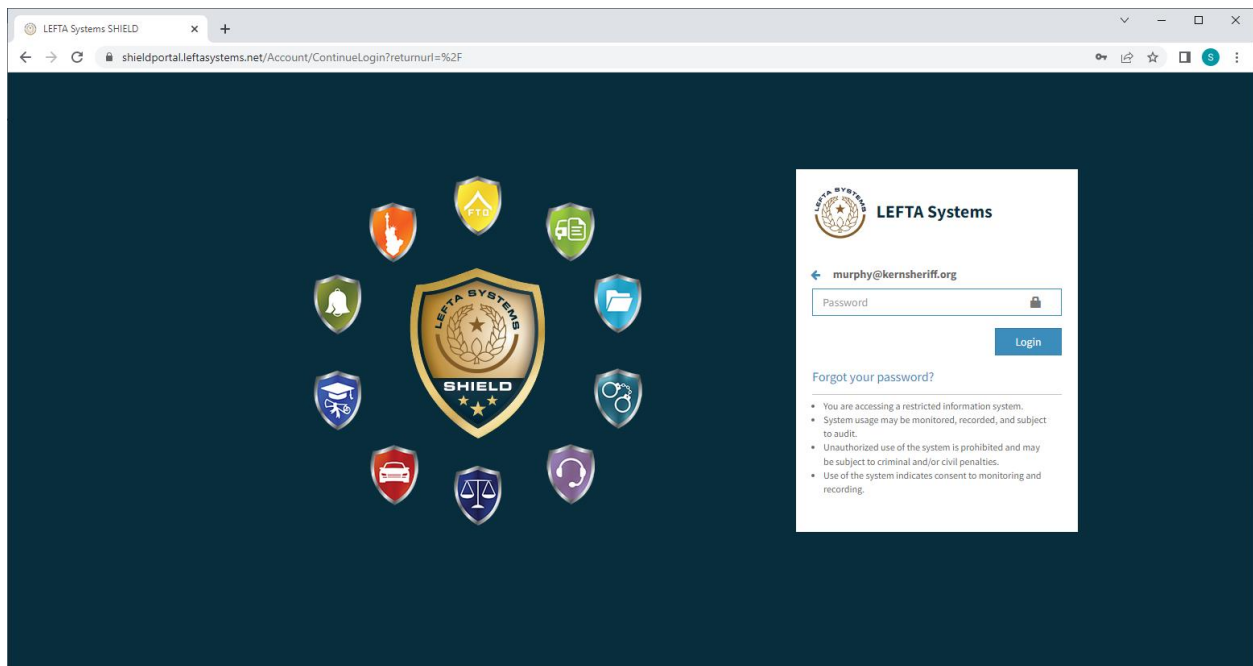 LEFTA Systems SHIELD
shieldportal.leftasystems.net/Account/ContinueLogin?returnurl=%2F
S
FTO
LEFTA SYSTEMS
SHIELD
LEFTA SYSTEMS
LEFTA Systems
murphy@kernsheriff.org
Password
Login
Forgot your password?
• You are accessing a restricted information system.
• System usage may be monitored, recorded, and subject
to audit.
• Unauthorized use of the system is prohibited and may
be subject to criminal and/or civil penalties.
• Use of the system indicates consent to monitoring and
recording.